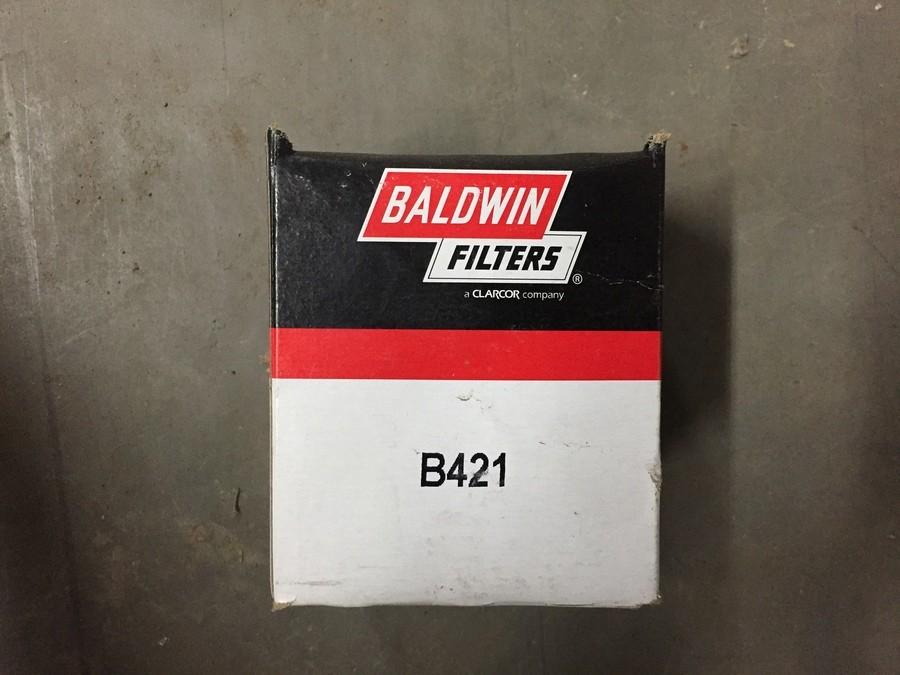 BALDWIN
FILTERS®
a CLARCOR company
B421